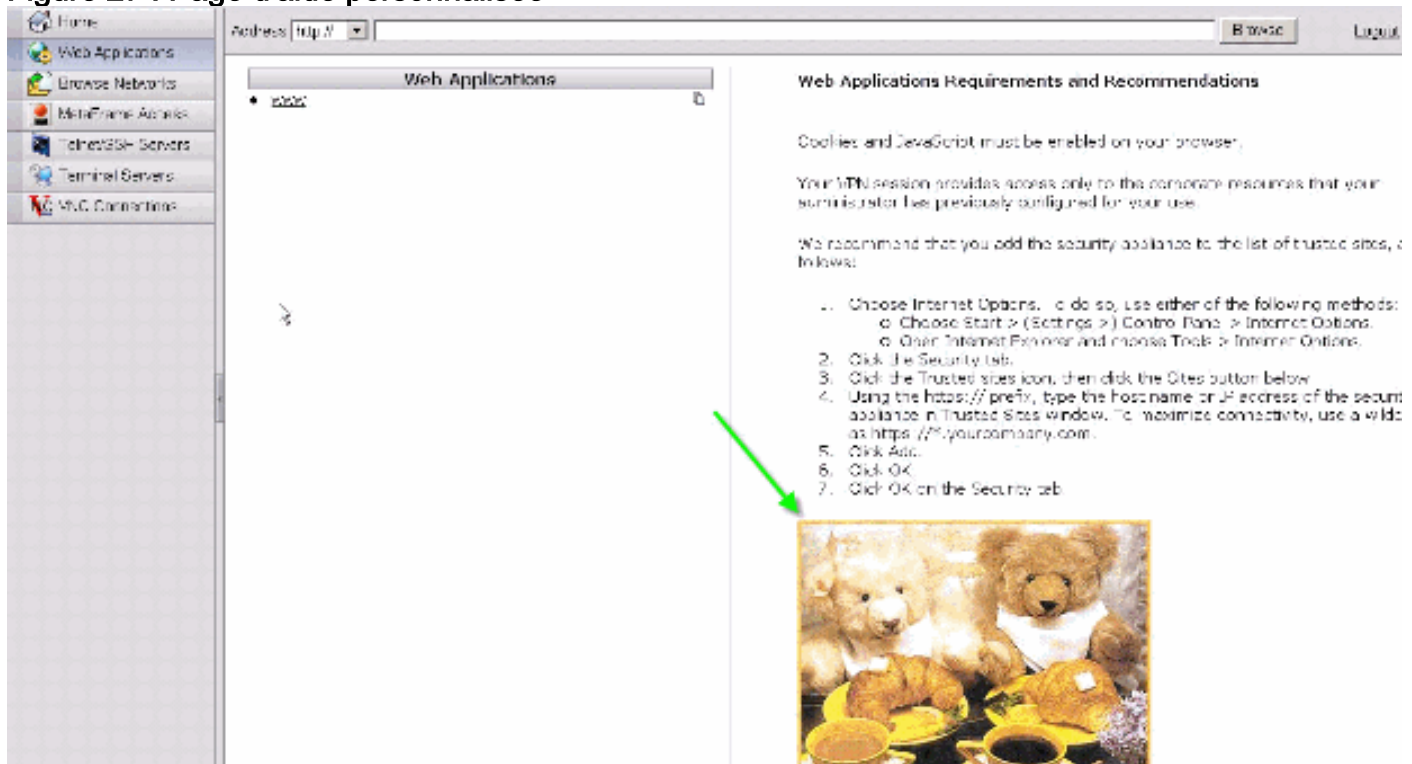 Home
Web Applications
Browse Networks
MetaFrame Access
Telnet/SSH Servers
Terminal Servers
VNC Connections
Address http://
Browse
Logout
Web Applications
Web Applications Requirements and Recommendations
Cookies and JavaScript must be enabled on your browser.
Your VPN session provides access only to the corporate resources that your
administrator has previously configured for your use.
We recommend that you add the security appliance to the list of trusted sites, a
follows:
1. Choose Internet Options. To do so, use either of the following methods:
o Choose Start > (Settings >) Control Panel > Internet Options.
o Open Internet Explorer and choose Tools > Internet Options.
2. Click the Security tab.
3. Click the Trusted sites icon, then click the Sites button below
4. Using the https:// prefix, type the host name or IP address of the securit
appliance in Trusted Sites window. To maximize connectivity, use a wildc
as https://*.yourcompany.com.
5. Click Add.
6. Click OK
7. Click OK on the Security tab